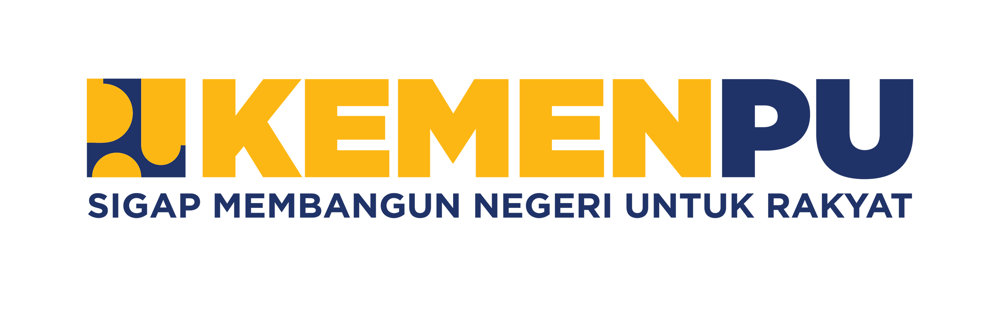 KEMENPU
SIGAP MEMBANGUN NEGERI UNTUK RAKYAT